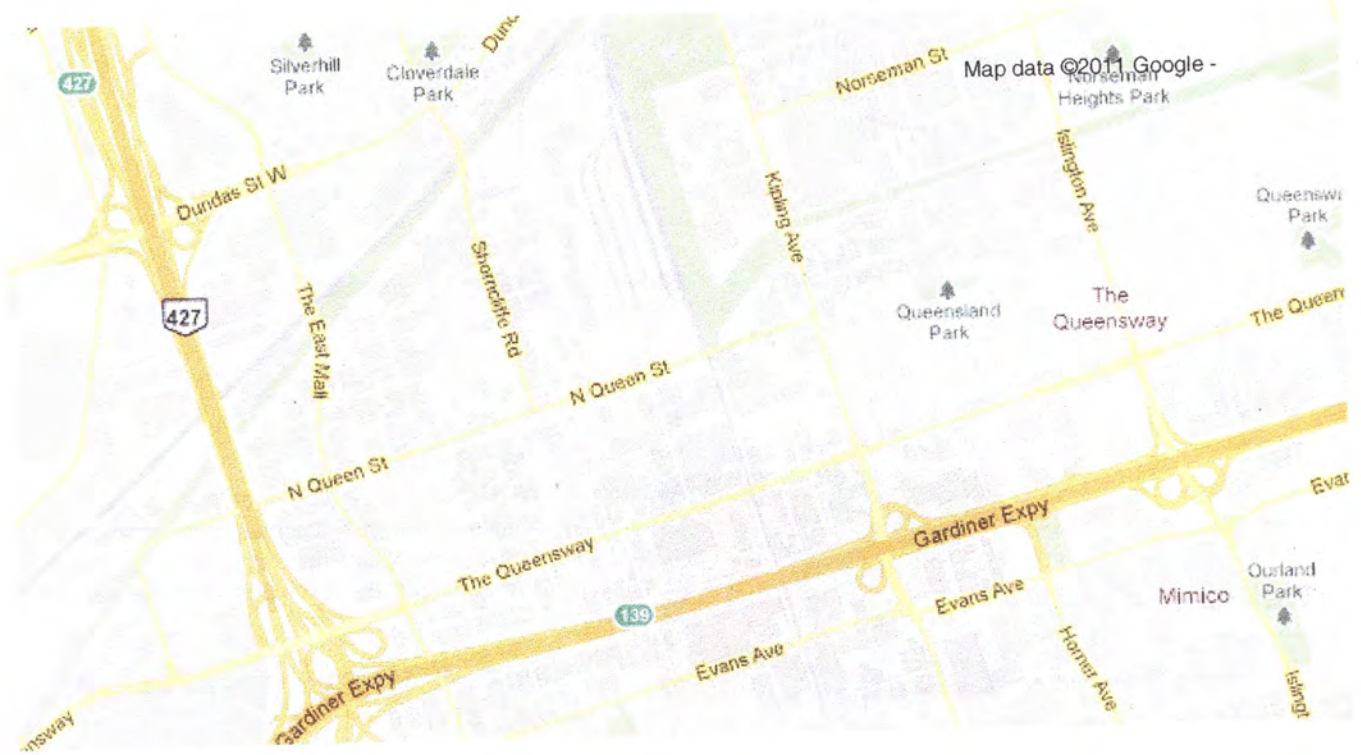 427
Silverhill
Park
Cloverdale
Park
Norseman St
Map data ©2011 Google -
Norseman
Heights Park
Dundas St W
Kipling Ave
Islington Ave
Park
427
The East Mall
Shorncliffe Rd
Queensland
Park
The
Queensway
The Queen
N Queen St
N Queen St
The Queensway
Gardiner Expy
139
Evans Ave
Evans Ave
Mimico
Ourland
Park
Horner Ave
Gardiner Expy
nsway
Islingt